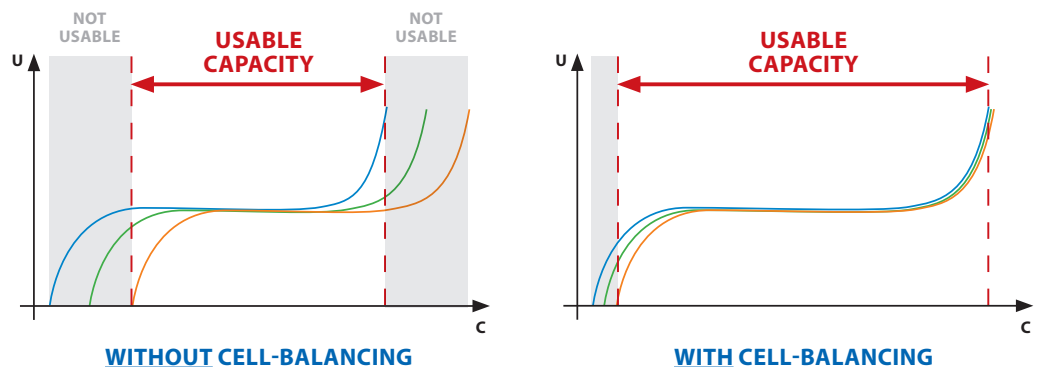 NOT
USABLE
USABLE
CAPACITY
NOT
USABLE
U
C
WITHOUT CELL-BALANCING
USABLE
CAPACITY
U
C
WITH CELL-BALANCING